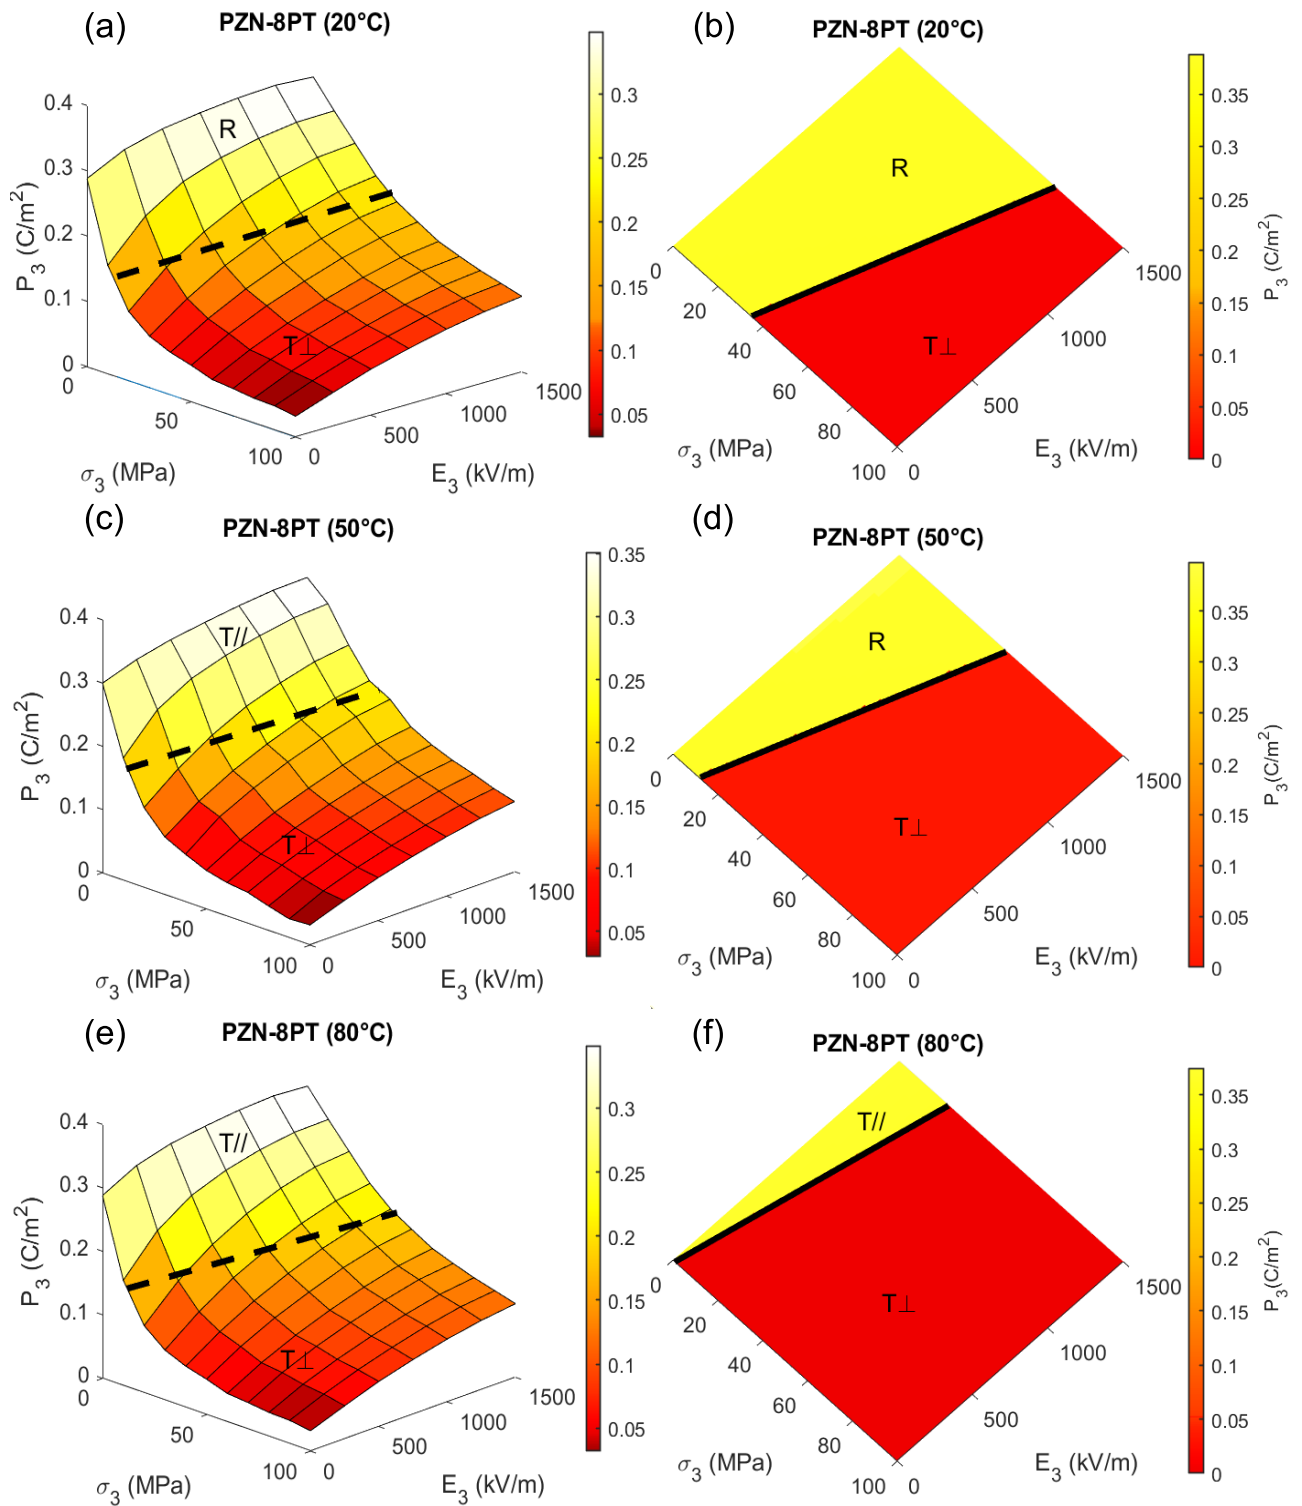 (a)
PZN-8PT (20°C)
0.4
0.3
0.2
0.1
0
P3 (C/m2)
R
T⊥
0
50
100
σ3 (MPa)
0
500
1000
1500
E3 (kV/m)
0.3
0.25
0.2
0.15
0.1
0.05
(b)
PZN-8PT (20°C)
R
T⊥
0
20
40
60
80
100
σ3 (MPa)
0
500
1000
1500
E3 (kV/m)
0.35
0.3
0.25
0.2
0.15
0.1
0.05
0
P3 (C/m2)
(c)
PZN-8PT (50°C)
0.4
0.3
0.2
0.1
0
P3 (C/m2)
T//
T⊥
0
50
100
σ3 (MPa)
0
500
1000
1500
E3 (kV/m)
0.35
0.3
0.25
0.2
0.15
0.1
0.05
(d)
PZN-8PT (50°C)
R
T⊥
0
20
40
60
80
100
σ3 (MPa)
0
500
1000
1500
E3 (kV/m)
0.35
0.3
0.25
0.2
0.15
0.1
0.05
0
P3(C/m2)
(e)
PZN-8PT (80°C)
0.4
0.3
0.2
0.1
0
P3 (C/m2)
T//
T⊥
0
50
100
σ3 (MPa)
0
500
1000
1500
E3 (kV/m)
0.3
0.25
0.2
0.15
0.1
0.05
(f)
PZN-8PT (80°C)
T//
T⊥
0
20
40
60
80
100
σ3 (MPa)
0
500
1000
1500
E3 (kV/m)
0.35
0.3
0.25
0.2
0.15
0.1
0.05
0
P3(C/m2)